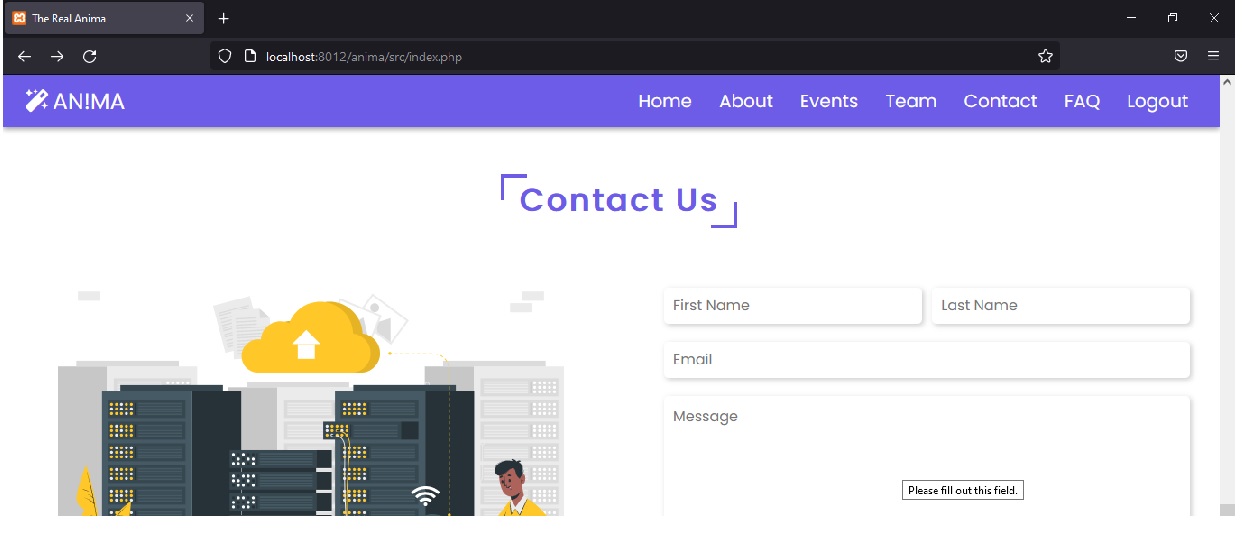 The Real Anima
localhost:8012/anima/src/index.php
AN!MA Home About Events Team Contact FAQ Logout
Contact Us
First Name Last Name
Email
Message
Please fill out this field.